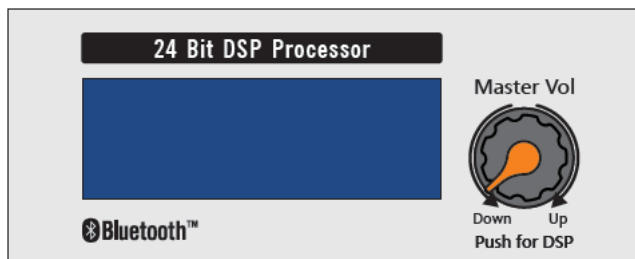 24 Bit DSP Processor
Master Vol
Down Up
Bluetooth™
Push for DSP